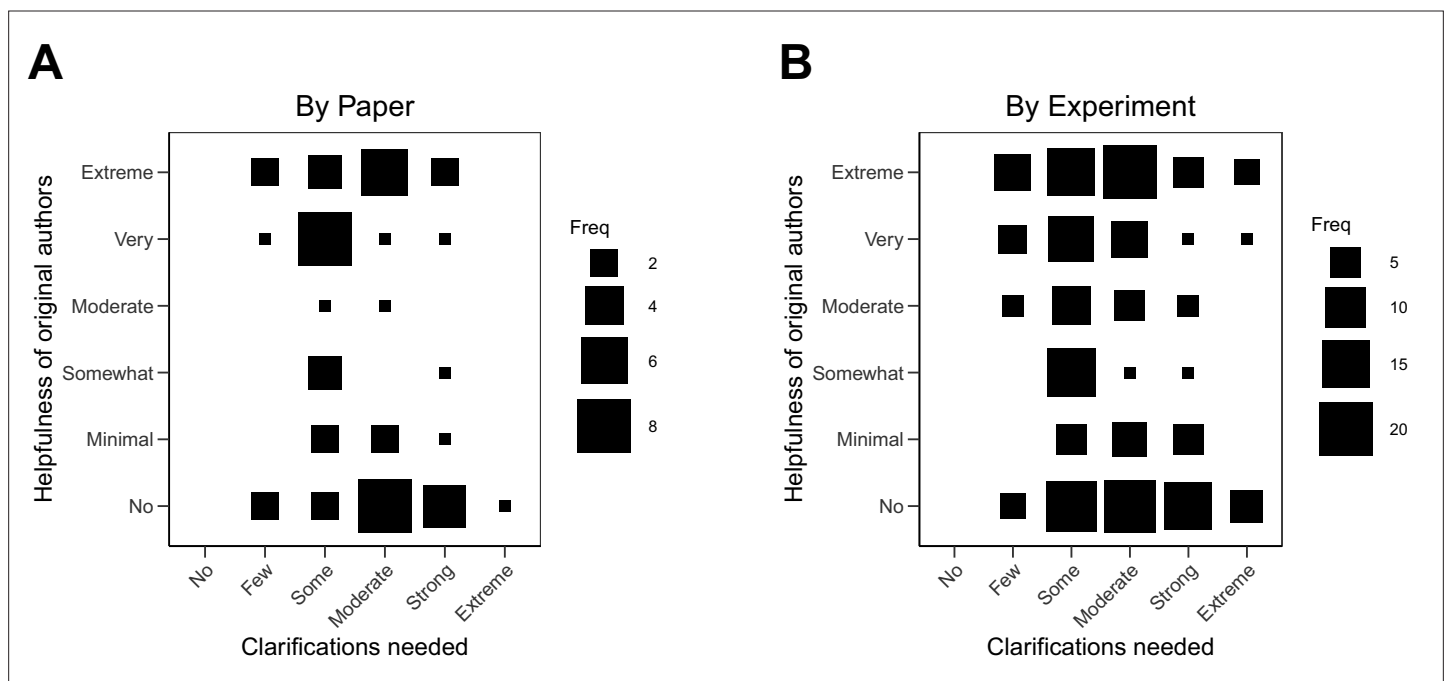 A
By Paper
Helpfulness of original authors
Extreme
Very
Moderate
Somewhat
Minimal
No
No
Few
Some
Moderate
Strong
Extreme
Clarifications needed
Freq
2
4
6
8
B
By Experiment
Helpfulness of original authors
Extreme
Very
Moderate
Somewhat
Minimal
No
No
Few
Some
Moderate
Strong
Extreme
Clarifications needed
Freq
5
10
15
20